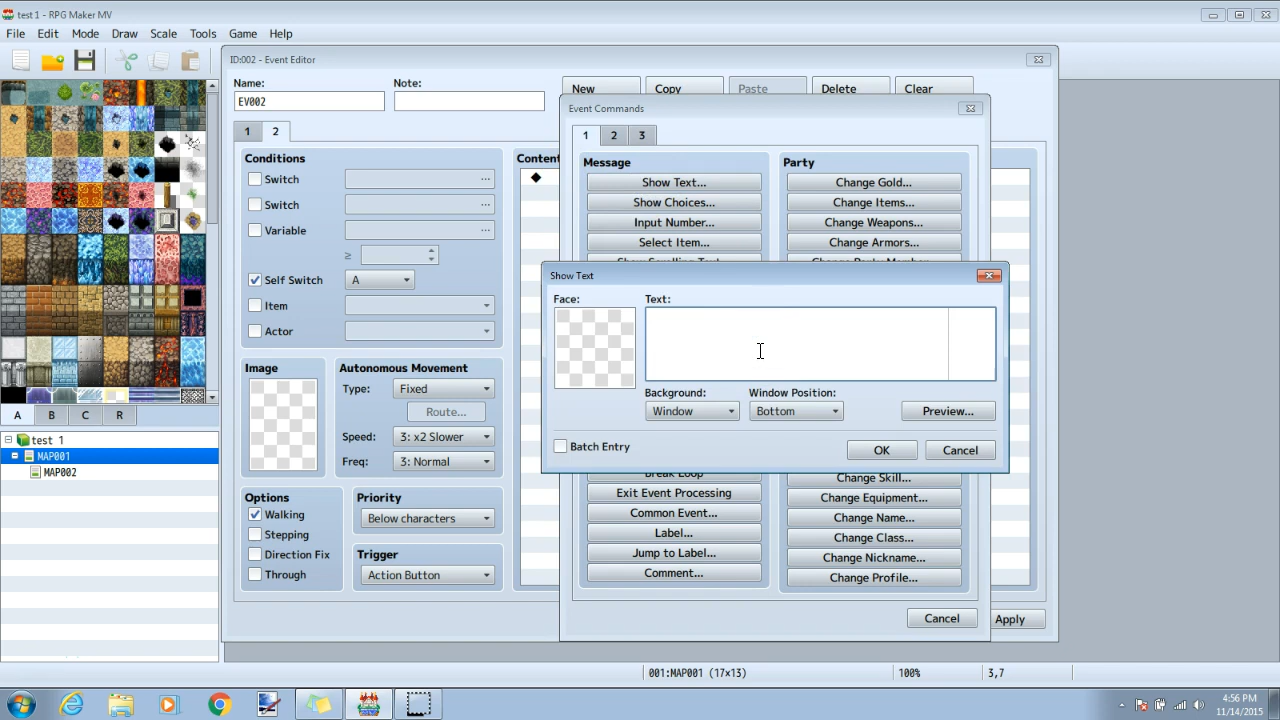 test 1 - RPG Maker MV
File Edit Mode Draw Scale Tools Game Help
ID:002 - Event Editor
Name: Note:
EV002
New Copy Paste Delete Clear
1 2
Conditions
Switch ...
Switch ...
Variable ...
≥
Self Switch A
Item
Actor
Image
Autonomous Movement
Type: Fixed
Route...
Speed: 3: x2 Slower
Freq: 3: Normal
Options
Walking
Stepping
Direction Fix
Through
Priority
Below characters
Trigger
Action Button
Content
◆
Event Commands
1 2 3
Message
Show Text...
Show Choices...
Input Number...
Select Item...
Show Scrolling Text...
Exit Event Processing
Common Event...
Label...
Jump to Label...
Comment...
Party
Change Gold...
Change Items...
Change Weapons...
Change Armors...
Change Party Member...
Change Skill...
Change Equipment...
Change Name...
Change Class...
Change Nickname...
Change Profile...
Break Loop
Show Text
Face: Text:
Background: Window Position:
Window Bottom Preview...
Batch Entry OK Cancel
Cancel Apply
A B C R
test 1
MAP001
MAP002
001:MAP001 (17x13) 100% 3,7
4:56 PM
11/14/2015